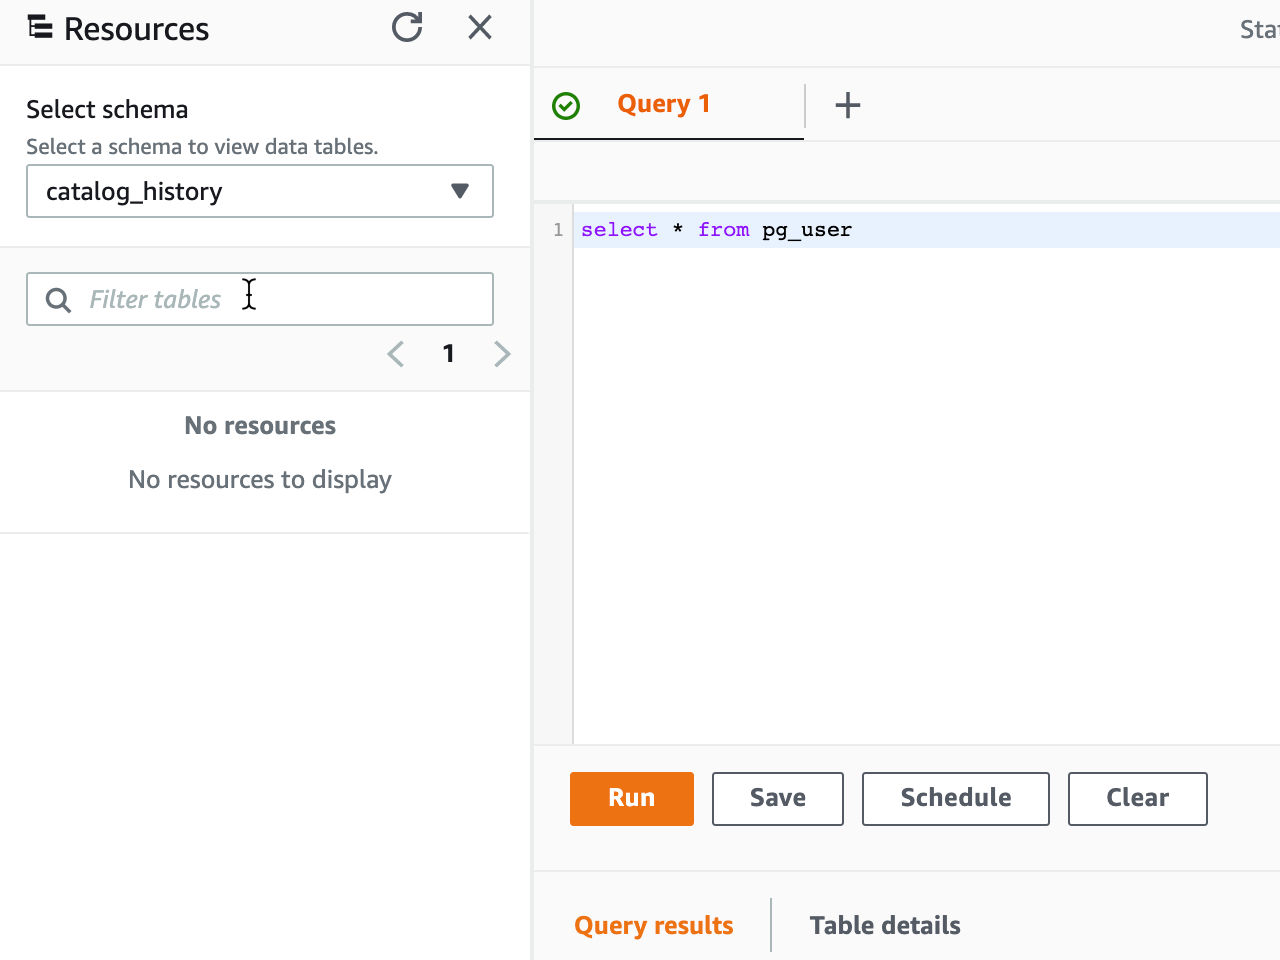 Resources
Select schema
Select a schema to view data tables.
catalog_history
Filter tables
1
No resources
No resources to display
Query 1
1 select * from pg_user
Run
Save
Schedule
Clear
Query results
Table details